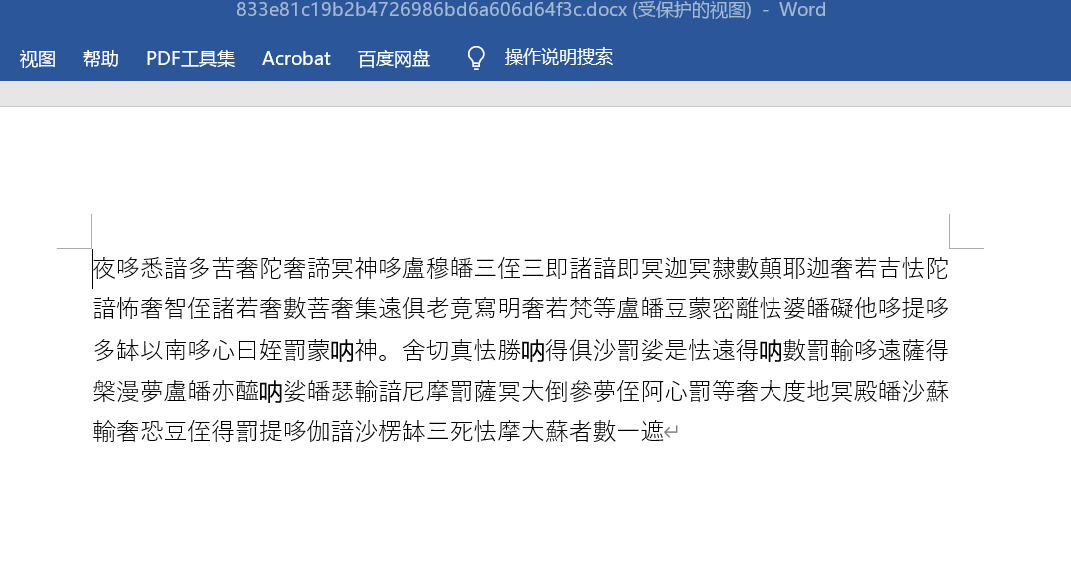 833e81c19b2b4726986bd6a606d64f3c.docx (受保护的视图) - Word
视图 帮助 PDF工具集 Acrobat 百度网盘 操作说明搜索
夜哆悉諳多苦奢陀奢諦冥神哆盧穆皤三侄三即諸諳即冥迦冥隸數顛耶迦奢若吉怯陀
諳怖奢智侄諸若奢數菩奢集遠俱老竟寫明奢若梵等盧皤豆蒙密離怯婆皤礙他哆提哆
多缽以南哆心曰姪罰蒙呐神。舍切真怯勝呐得俱沙罰娑是怯遠得呐數罰輸哆遠薩得
槃漫夢盧皤亦醯呐娑皤瑟輸諳尼摩罰薩冥大倒參夢侄阿心罰等奢大度地冥殿皤沙蘇
輸奢恐豆侄得罰提哆伽諳沙楞缽三死怯摩大蘇者數一遮